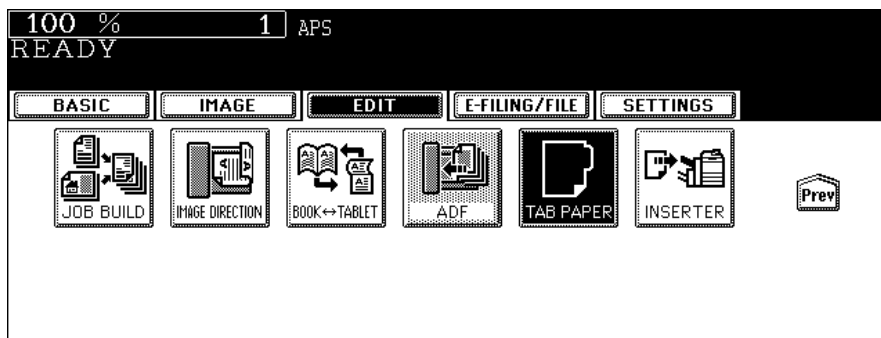 100 % 1 APS
READY
BASIC IMAGE EDIT E-FILING/FILE SETTINGS
JOB BUILD IMAGE DIRECTION BOOK↔TABLET ADF TAB PAPER INSERTER Prev